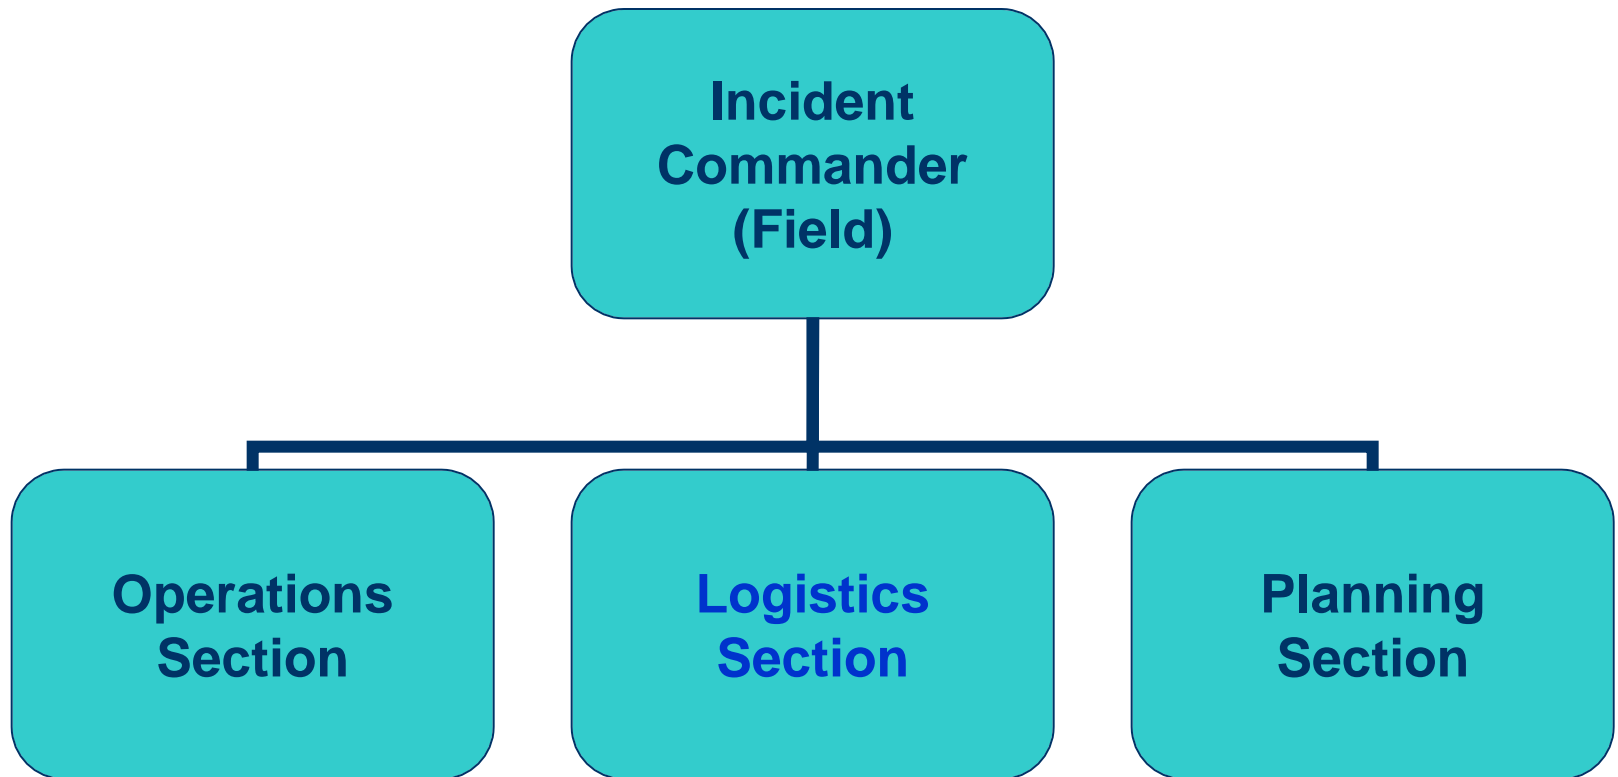 Incident
Commander
(Field)
Operations
Section
Logistics
Section
Planning
Section